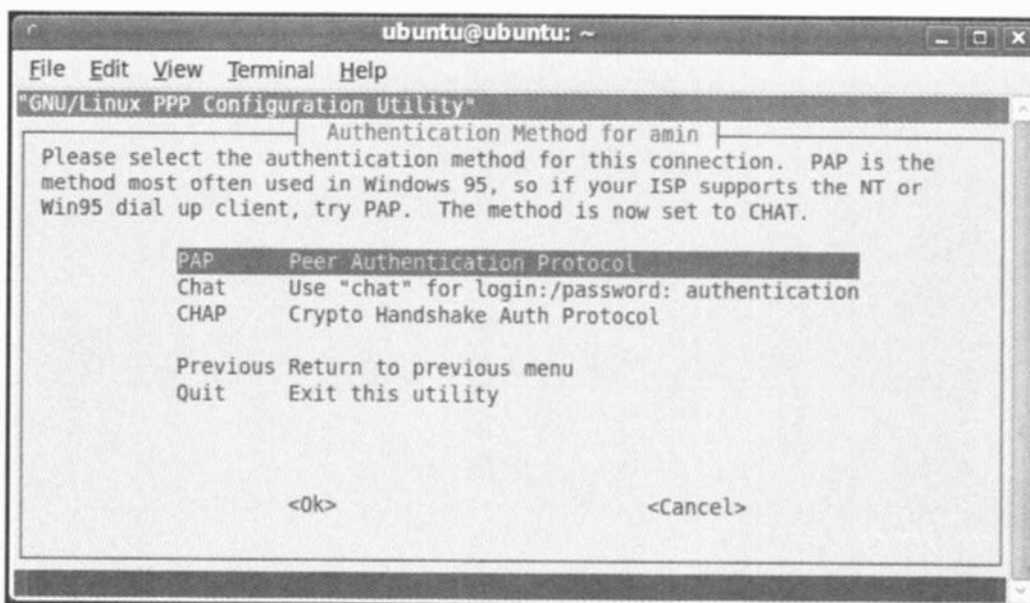 ubuntu@ubuntu: ~
File Edit View Terminal Help
"GNU/Linux PPP Configuration Utility"
Authentication Method for amin
Please select the authentication method for this connection. PAP is the
method most often used in Windows 95, so if your ISP supports the NT or
Win95 dial up client, try PAP. The method is now set to CHAT.
PAP Peer Authentication Protocol
Chat Use "chat" for login:/password: authentication
CHAP Crypto Handshake Auth Protocol
Previous Return to previous menu
Quit Exit this utility
<Ok> <Cancel>